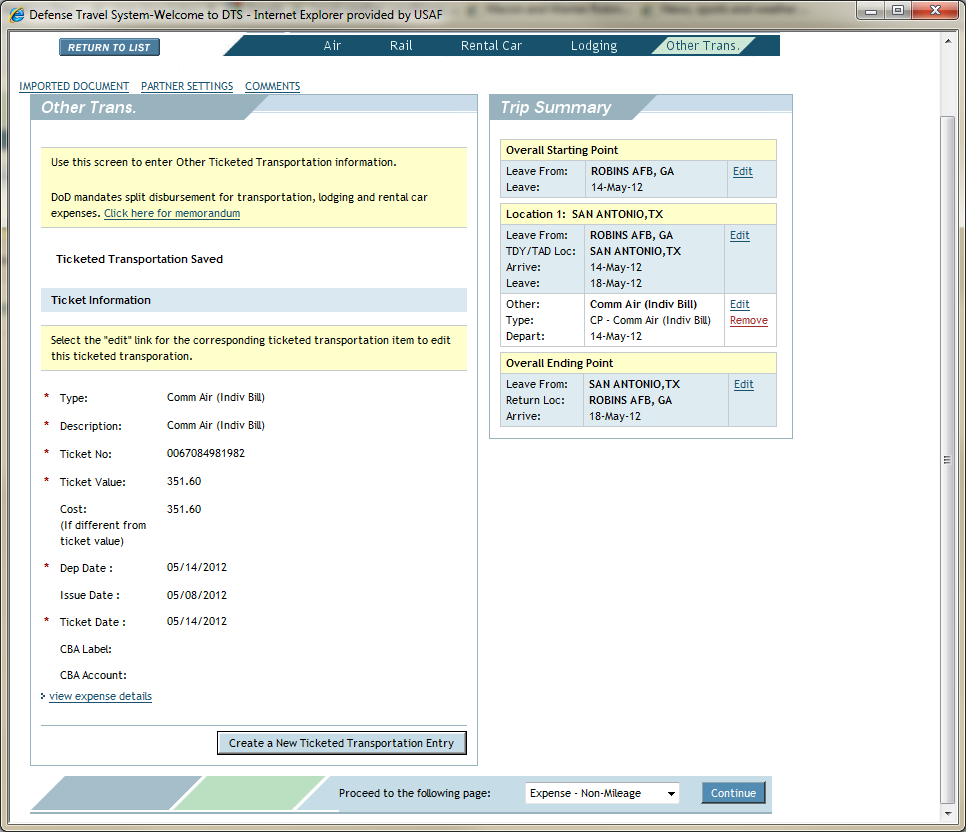 Defense Travel System-Welcome to DTS - Internet Explorer provided by USAF
RETURN TO LIST
Air Rail Rental Car Lodging Other Trans.
IMPORTED DOCUMENT PARTNER SETTINGS COMMENTS
Other Trans.
Use this screen to enter Other Ticketed Transportation information.
DoD mandates split disbursement for transportation, lodging and rental car
expenses. Click here for memorandum
Ticketed Transportation Saved
Ticket Information
Select the "edit" link for the corresponding ticketed transportation item to edit
this ticketed transporation.
* Type: Comm Air (Indiv Bill)
* Description: Comm Air (Indiv Bill)
* Ticket No: 0067084981982
* Ticket Value: 351.60
Cost: 351.60
(If different from
ticket value)
* Dep Date : 05/14/2012
Issue Date : 05/08/2012
* Ticket Date : 05/14/2012
CBA Label:
CBA Account:
view expense details
Create a New Ticketed Transportation Entry
Trip Summary
Overall Starting Point
Leave From: ROBINS AFB, GA Edit
Leave: 14-May-12
Location 1: SAN ANTONIO,TX
Leave From: ROBINS AFB, GA Edit
TDY/TAD Loc: SAN ANTONIO,TX
Arrive: 14-May-12
Leave: 18-May-12
Other: Comm Air (Indiv Bill) Edit
Type: CP - Comm Air (Indiv Bill) Remove
Depart: 14-May-12
Overall Ending Point
Leave From: SAN ANTONIO,TX Edit
Return Loc: ROBINS AFB, GA
Arrive: 18-May-12
Proceed to the following page: Expense - Non-Mileage Continue